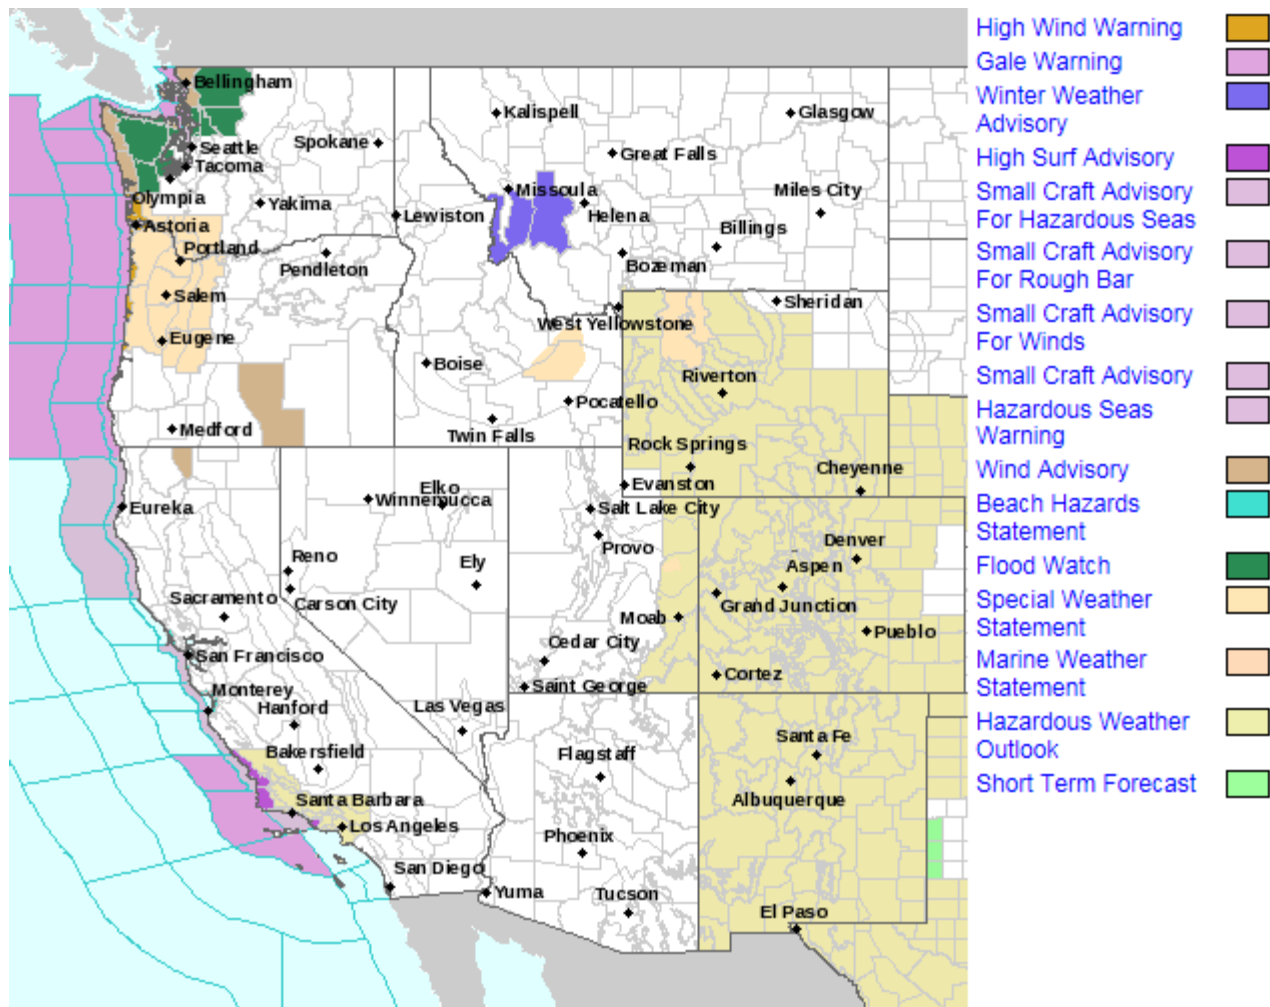 Bellingham
Kalispell
Glasgow
Spokane
Seattle
Great Falls
Tacoma
Missoula
Miles City
Olympia
Yakima
Lewiston
Helena
Astoria
Billings
Portland
Pendleton
Bozeman
Salem
Sheridan
West Yellowstone
Eugene
Boise
Riverton
Pocatello
Medford
Twin Falls
Rock Springs
Cheyenne
Evanston
Elko
Winnemucca
Eureka
Salt Lake City
Denver
Provo
Reno
Ely
Aspen
Sacramento
Carson City
Grand Junction
Moab
Pueblo
Cedar City
San Francisco
Cortez
Saint George
Monterey
Hanford
Las Vegas
Bakersfield
Flagstaff
Santa Fe
Santa Barbara
Albuquerque
Los Angeles
Phoenix
San Diego
Yuma
Tucson
El Paso
High Wind Warning
Gale Warning
Winter Weather
Advisory
High Surf Advisory
Small Craft Advisory
For Hazardous Seas
Small Craft Advisory
For Rough Bar
Small Craft Advisory
For Winds
Small Craft Advisory
Hazardous Seas
Warning
Wind Advisory
Beach Hazards
Statement
Flood Watch
Special Weather
Statement
Marine Weather
Statement
Hazardous Weather
Outlook
Short Term Forecast